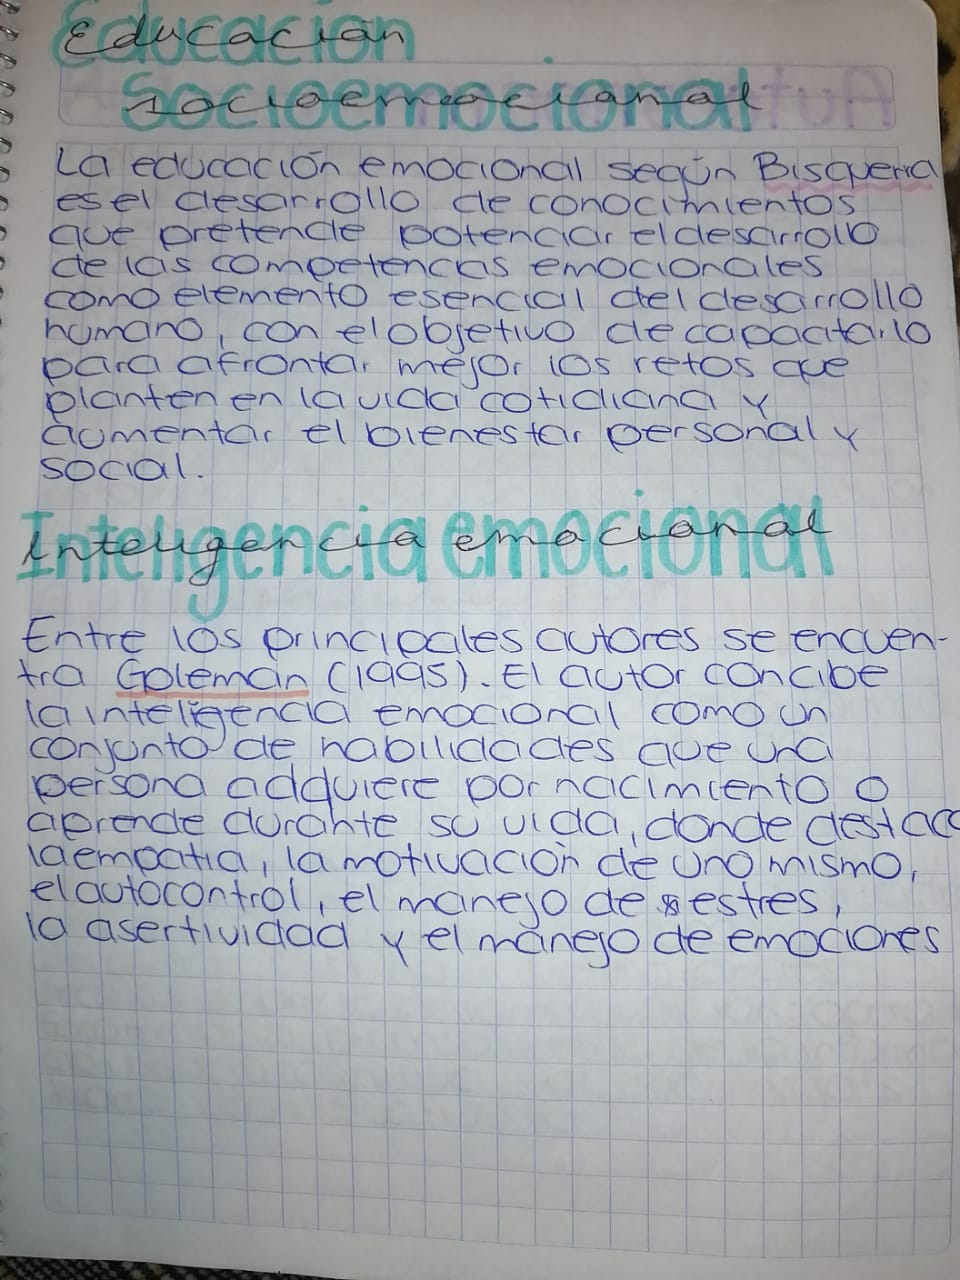 Educación
Socioemocional
La educación emocional según Bisquerra
es el desarrollo de conocimientos
que pretende potenciar el desarrollo
de las competencias emocionales
como elemento esencial del desarrollo
humano, con el objetivo de capacitarlo
para afrontar mejor los retos que
planten en la vida cotidiana y
aumentar el bienestar personal y
social.
Inteligencia emocional
Entre los principales autores se encuen-
tra Goleman (1995). El autor concibe
la inteligencia emocional como un
conjunto de habilidades que una
persona adquiere por nacimiento o
aprende durante su vida, donde destaca
la empatia, la motivación de uno mismo,
el autocontrol, el manejo de estres,
la asertividad y el manejo de emociones